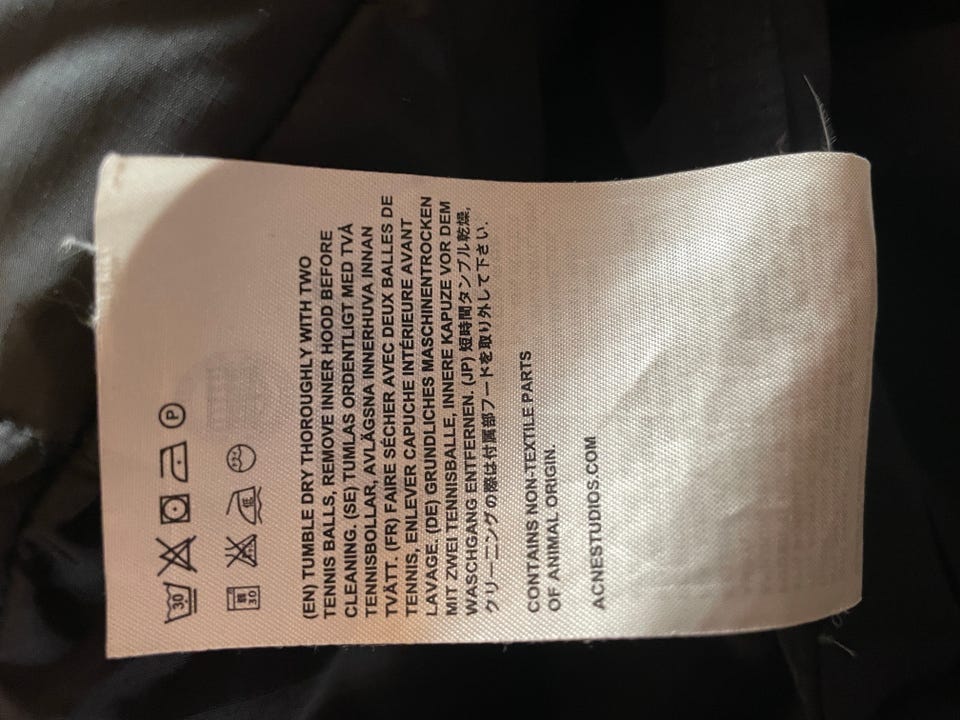 30 P
30
(EN) TUMBLE DRY THOROUGHLY WITH TWO
TENNIS BALLS, REMOVE INNER HOOD BEFORE
CLEANING. (SE) TUMLAS ORDENTLIGT MED TVÅ
TENNISBOLLAR, AVLÄGSNA INNERHUVA INNAN
TVÄTT. (FR) FAIRE SÉCHER AVEC DEUX BALLES DE
TENNIS, ENLEVER CAPUCHE INTÉRIEURE AVANT
LAVAGE. (DE) GRUNDLICHES MASCHINENTROCKEN
MIT ZWEI TENNISBALLE, INNERE KAPUZE VOR DEM
WASCHGANG ENTFERNEN. (JP) 短時間タンブル乾燥,
クリーニングの際は付属部フードを取り外して下さい.
CONTAINS NON-TEXTILE PARTS
OF ANIMAL ORIGIN.
ACNESTUDIOS.COM